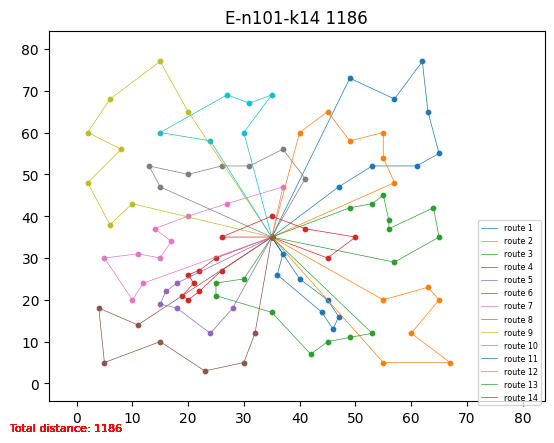 E-n101-k14 1186
80
70
60
50
40
30
20
10
0
route 1
route 2
route 3
route 4
route 5
route 6
route 7
route 8
route 9
route 10
route 11
route 12
route 13
route 14
0 10 20 30 40 50 60 70 80
Total distance: 1186